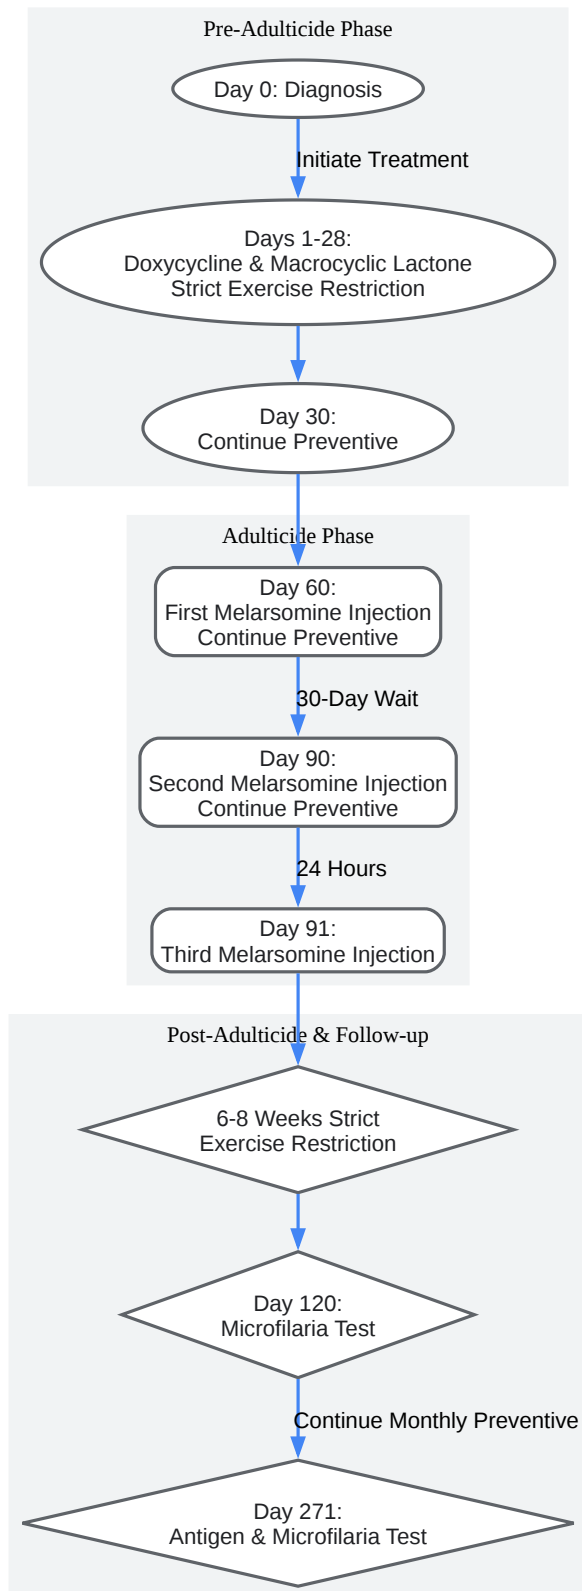 Pre-Adulticide Phase
Day 0: Diagnosis
Initiate Treatment
Days 1-28:
Doxycycline & Macrocyclic Lactone
Strict Exercise Restriction
Day 30:
Continue Preventive
Adulticide Phase
Day 60:
First Melarsomine Injection
Continue Preventive
30-Day Wait
Day 90:
Second Melarsomine Injection
Continue Preventive
24 Hours
Day 91:
Third Melarsomine Injection
Post-Adulticide & Follow-up
6-8 Weeks Strict
Exercise Restriction
Day 120:
Microfilaria Test
Continue Monthly Preventive
Day 271:
Antigen & Microfilaria Test